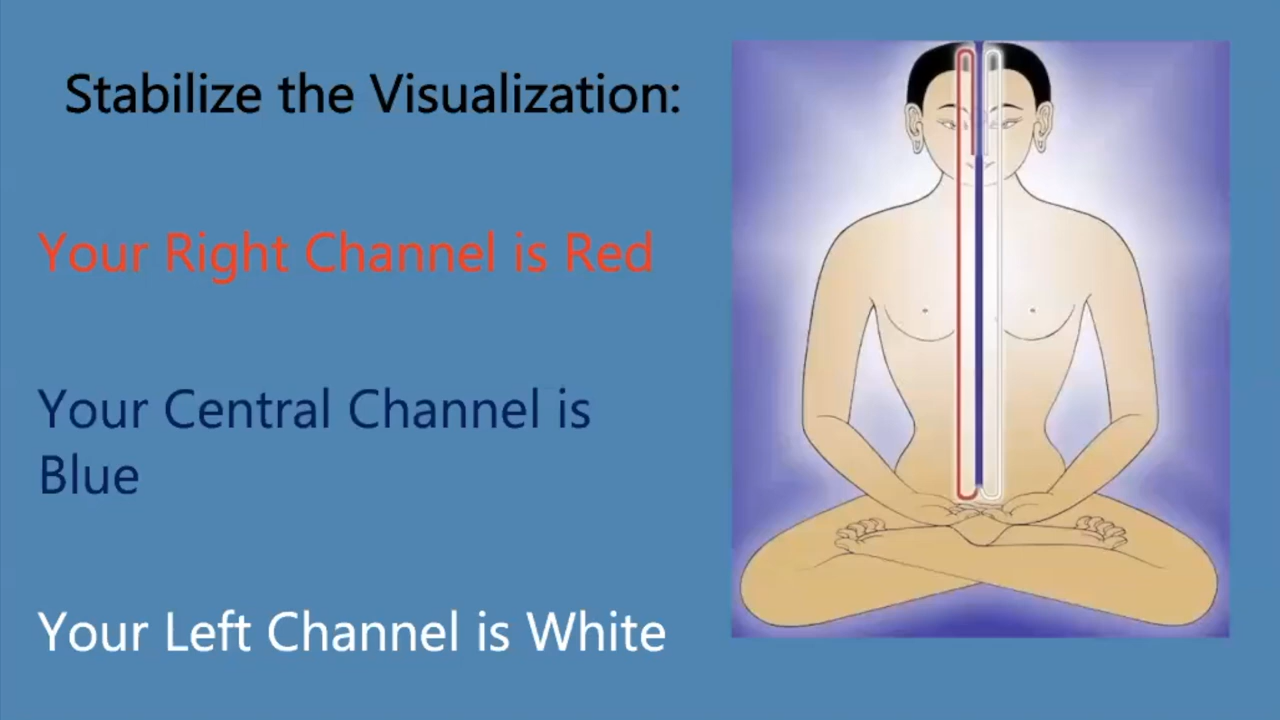 Stabilize the Visualization:
Your Right Channel is Red
Your Central Channel is
Blue
Your Left Channel is White